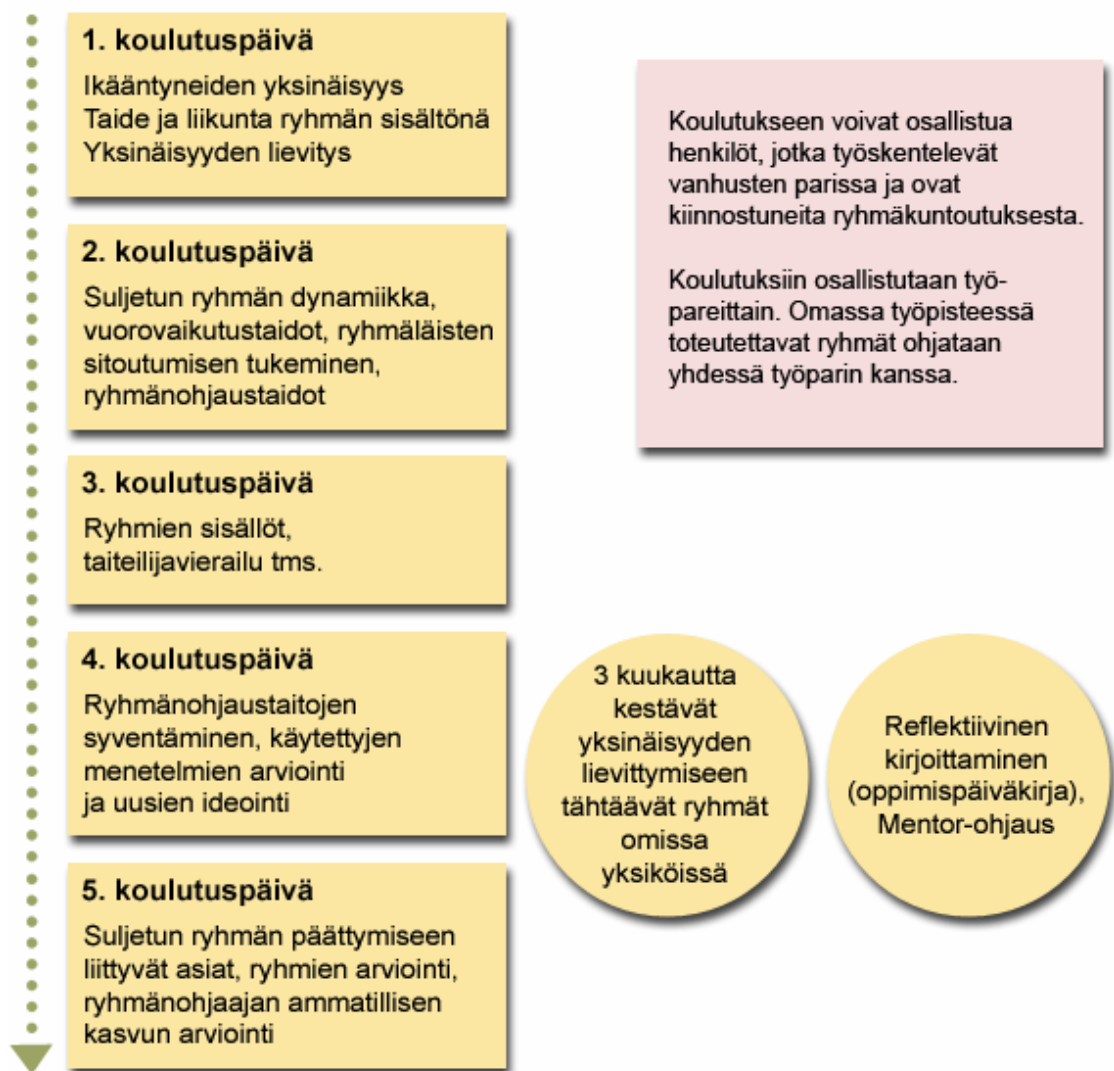 1. koulutuspäivä
Ikääntyneiden yksinäisyys
Taide ja liikunta ryhmän sisältönä
Yksinäisyyden lievitys
2. koulutuspäivä
Suljetun ryhmän dynamiikka,
vuorovaikutustaidot, ryhmäläisten
sitoutumisen tukeminen,
ryhmänohjaustaidot
3. koulutuspäivä
Ryhmien sisällöt,
taiteilijavierailu tms.
4. koulutuspäivä
Ryhmänohjaustaitojen
syventäminen, käytettyjen
menetelmien arviointi
ja uusien ideointi
5. koulutuspäivä
Suljetun ryhmän päättymiseen
liittyvät asiat, ryhmien arviointi,
ryhmänohjaajan ammatillisen
kasvun arviointi
Koulutukseen voivat osallistua
henkilöt, jotka työskentelevät
vanhusten parissa ja ovat
kiinnostuneita ryhmäkuntoutuksesta.
Koulutuksiin osallistutaan työ-
pareittain. Omassa työpisteessä
toteutettavat ryhmät ohjataan
yhdessä työparin kanssa.
3 kuukautta
kestävät
yksinäisyyden
lievittymiseen
tähtäävät ryhmät
omissa
yksiköissä
Reflektiivinen
kirjoittaminen
(oppimispäiväkirja),
Mentor-ohjaus